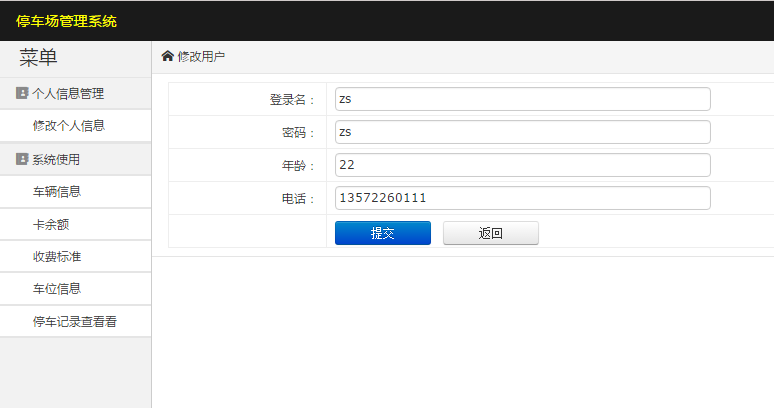 停车场管理系统
菜单
个人信息管理
修改个人信息
系统使用
车辆信息
卡余额
收费标准
车位信息
停车记录查看看
修改用户
登录名： zs
密码： zs
年龄： 22
电话： 13572260111
提交 返回